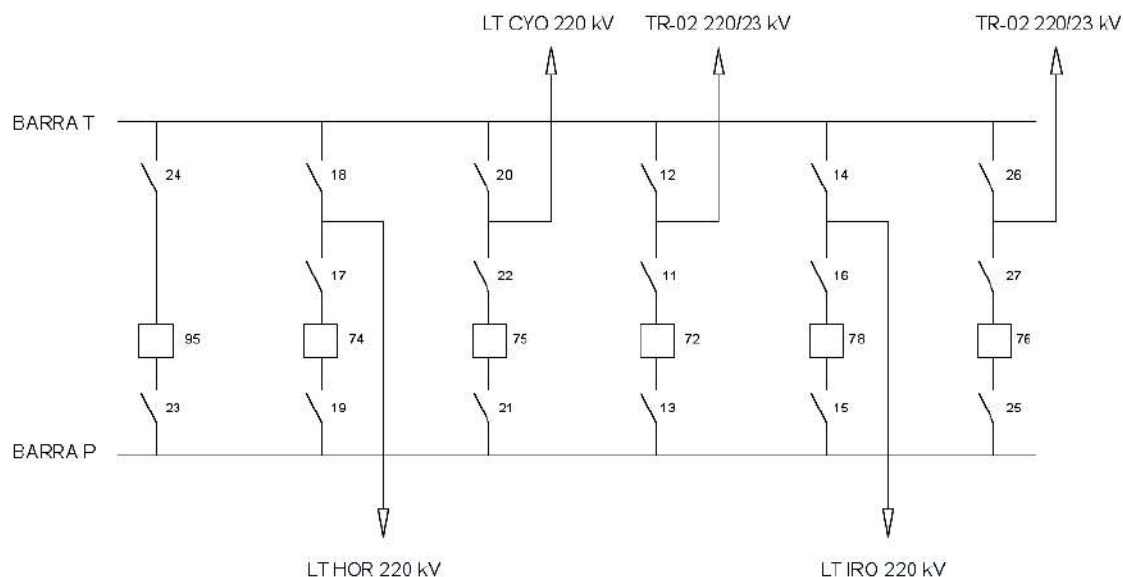 LT CYO 220 kV TR-02 220/23 kV TR-02 220/23 kV
BARRA T
24 18 20 12 14 26
17 22 11 16 27
95 74 75 72 78 76
23 19 21 13 15 25
BARRA P
LT HOR 220 kV LT IRO 220 kV